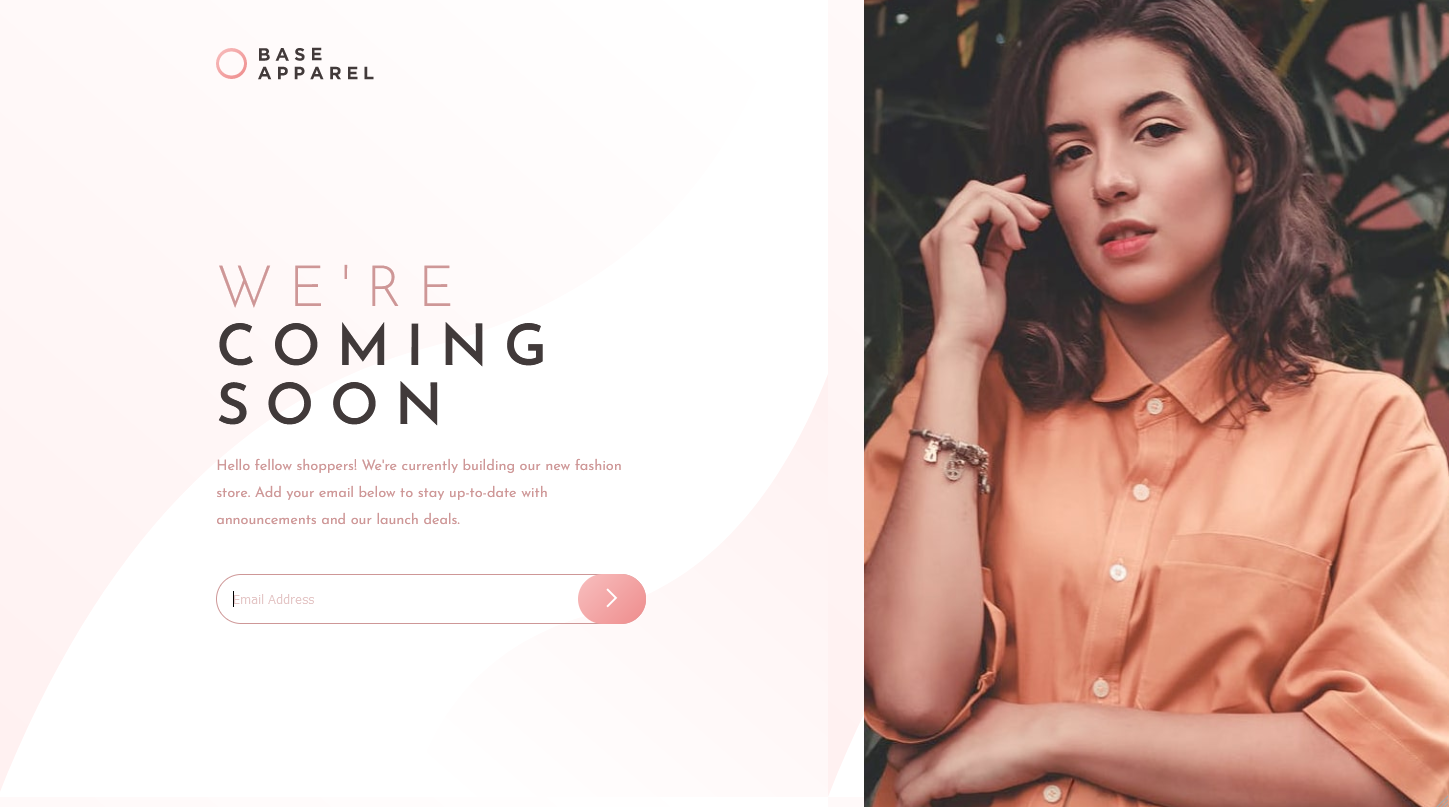 BASE
APPAREL
WE'RE
COMING
SOON
Hello fellow shoppers! We're currently building our new fashion
store. Add your email below to stay up-to-date with
announcements and our launch deals.
Email Address